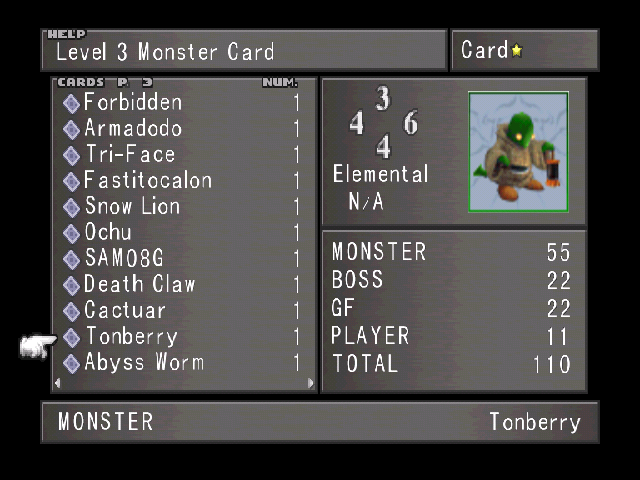 HELP
Level 3 Monster Card
Card
CARDS P. 3 NUM.
Forbidden 1
Armadodo 1
Tri-Face 1
Fastitocalon 1
Snow Lion 1
Ochu 1
SAM08G 1
Death Claw 1
Cactuar 1
Tonberry 1
Abyss Worm 1
3
4 6
4
Elemental
N/A
MONSTER 55
BOSS 22
GF 22
PLAYER 11
TOTAL 110
MONSTER Tonberry